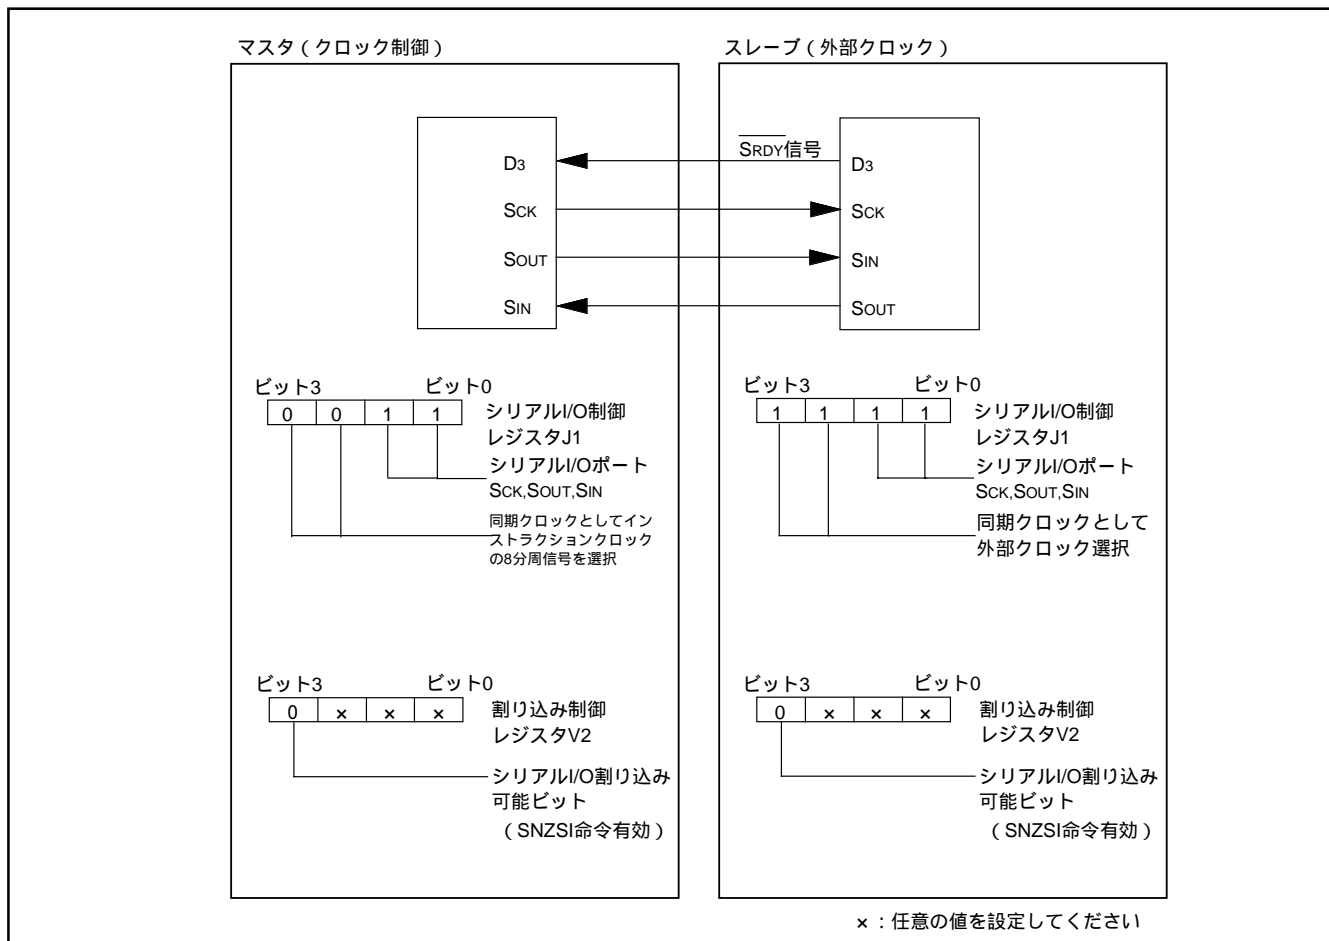 マスタ（クロック制御）
D3
SCK
SOUT
SIN
ビット3 ビット0
0 0 1 1
シリアルI/O制御
レジスタJ1
シリアルI/Oポート
SCK,SOUT,SIN
同期クロックとしてイン
ストラクションクロック
の8分周信号を選択
ビット3 ビット0
0 × × ×
割り込み制御
レジスタV2
シリアルI/O割り込み
可能ビット
（SNZSI命令有効）
スレーブ（外部クロック）
SRDY信号
D3
SCK
SIN
SOUT
ビット3 ビット0
1 1 1 1
シリアルI/O制御
レジスタJ1
シリアルI/Oポート
SCK,SOUT,SIN
同期クロックとして
外部クロック選択
ビット3 ビット0
0 × × ×
割り込み制御
レジスタV2
シリアルI/O割り込み
可能ビット
（SNZSI命令有効）
×：任意の値を設定してください